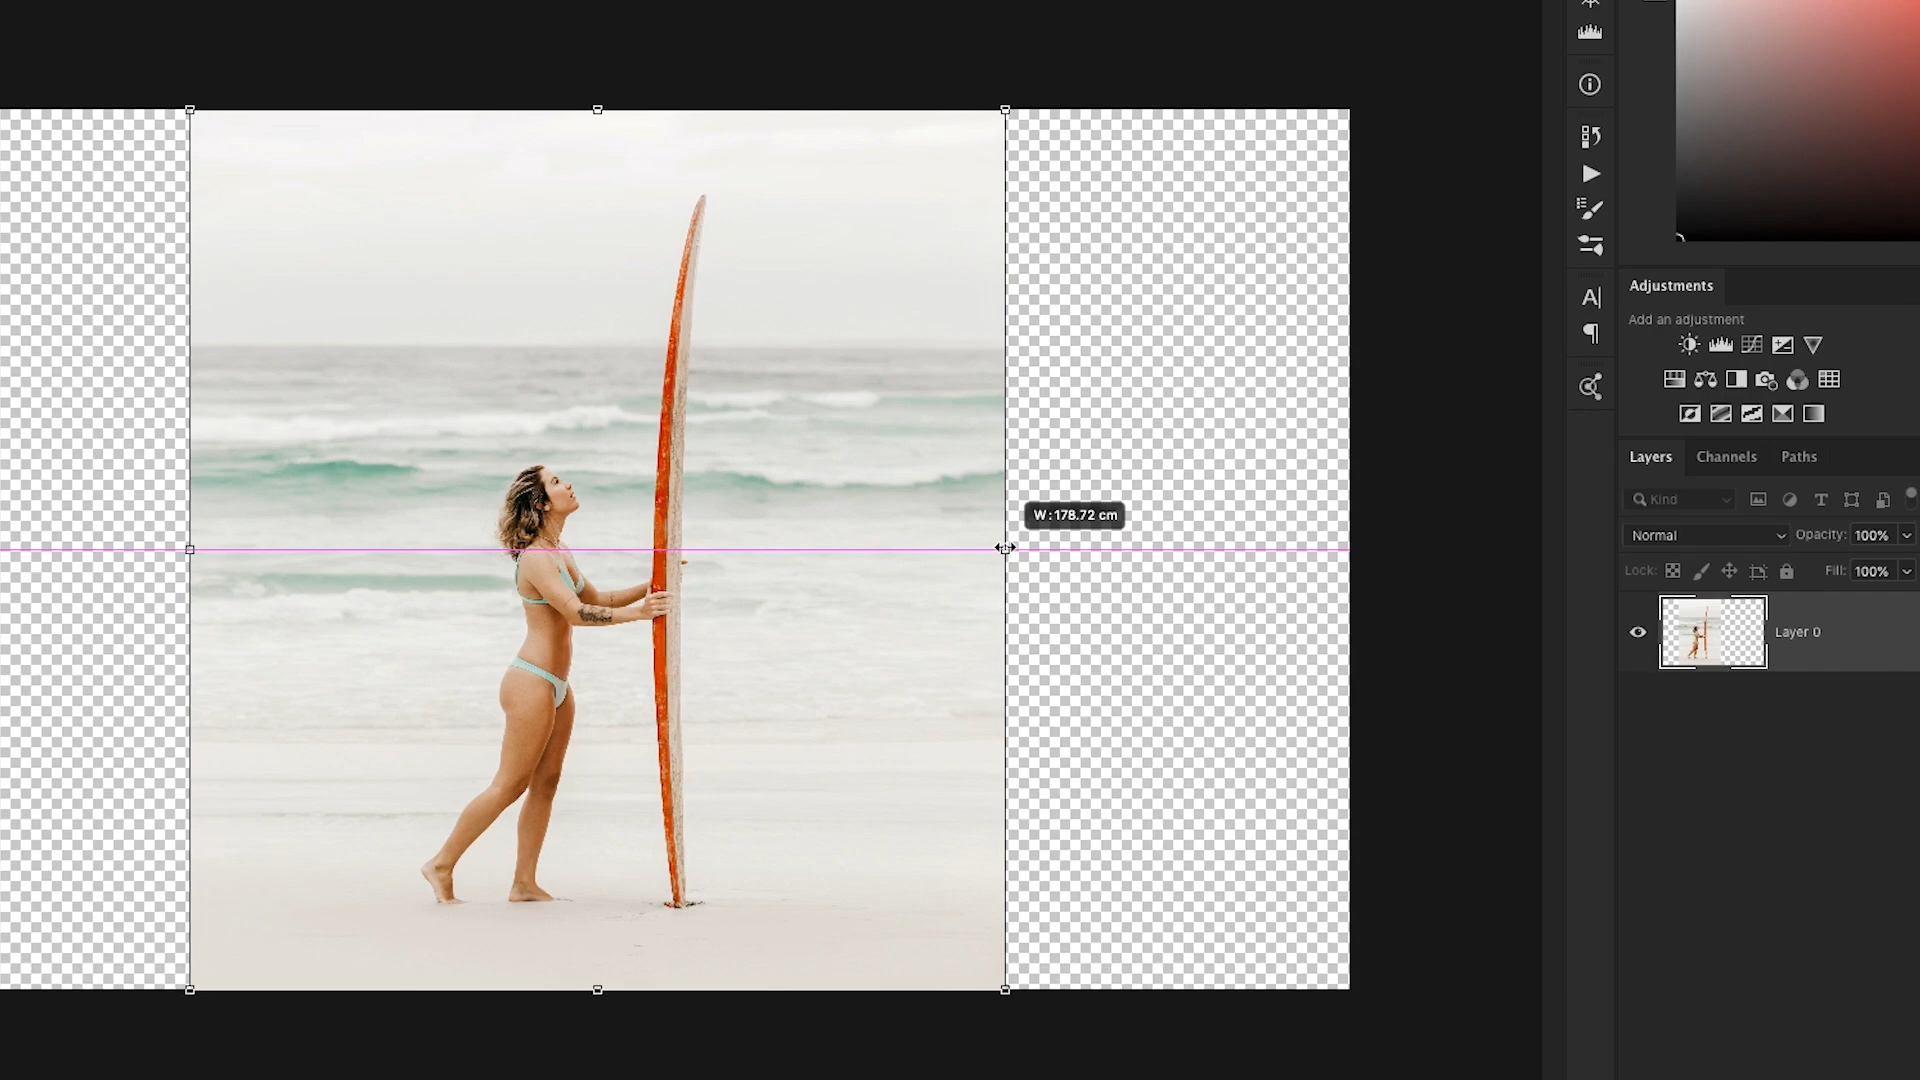 W:178.72 cm
Adjustments
Add an adjustment
Layers Channels Paths
Kind
Normal Opacity: 100%
Lock: Fill: 100%
Layer 0